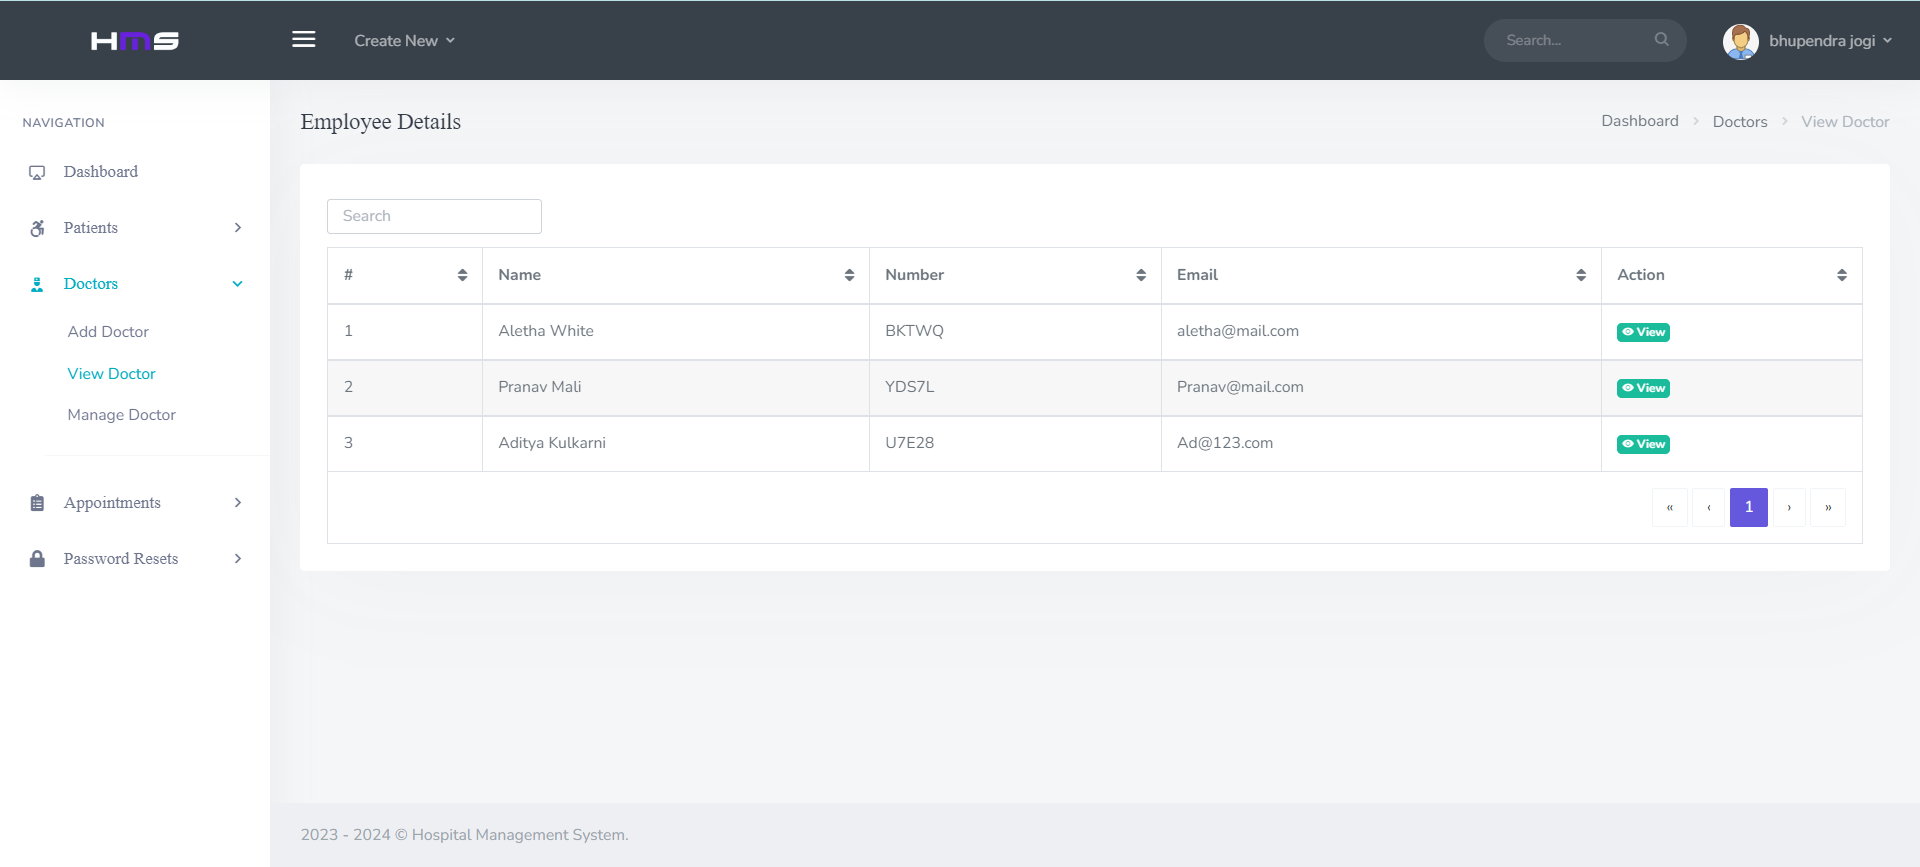 HMS
Create New
Search...
bhupendra jogi
NAVIGATION
Dashboard
Patients
Doctors
Add Doctor
View Doctor
Manage Doctor
Appointments
Password Resets
Employee Details
Dashboard > Doctors > View Doctor
Search
# Name Number Email Action
1 Aletha White BKTWQ aletha@mail.com View
2 Pranav Mali YDS7L Pranav@mail.com View
3 Aditya Kulkarni U7E28 Ad@123.com View
« ‹ 1 › »
2023 - 2024 © Hospital Management System.